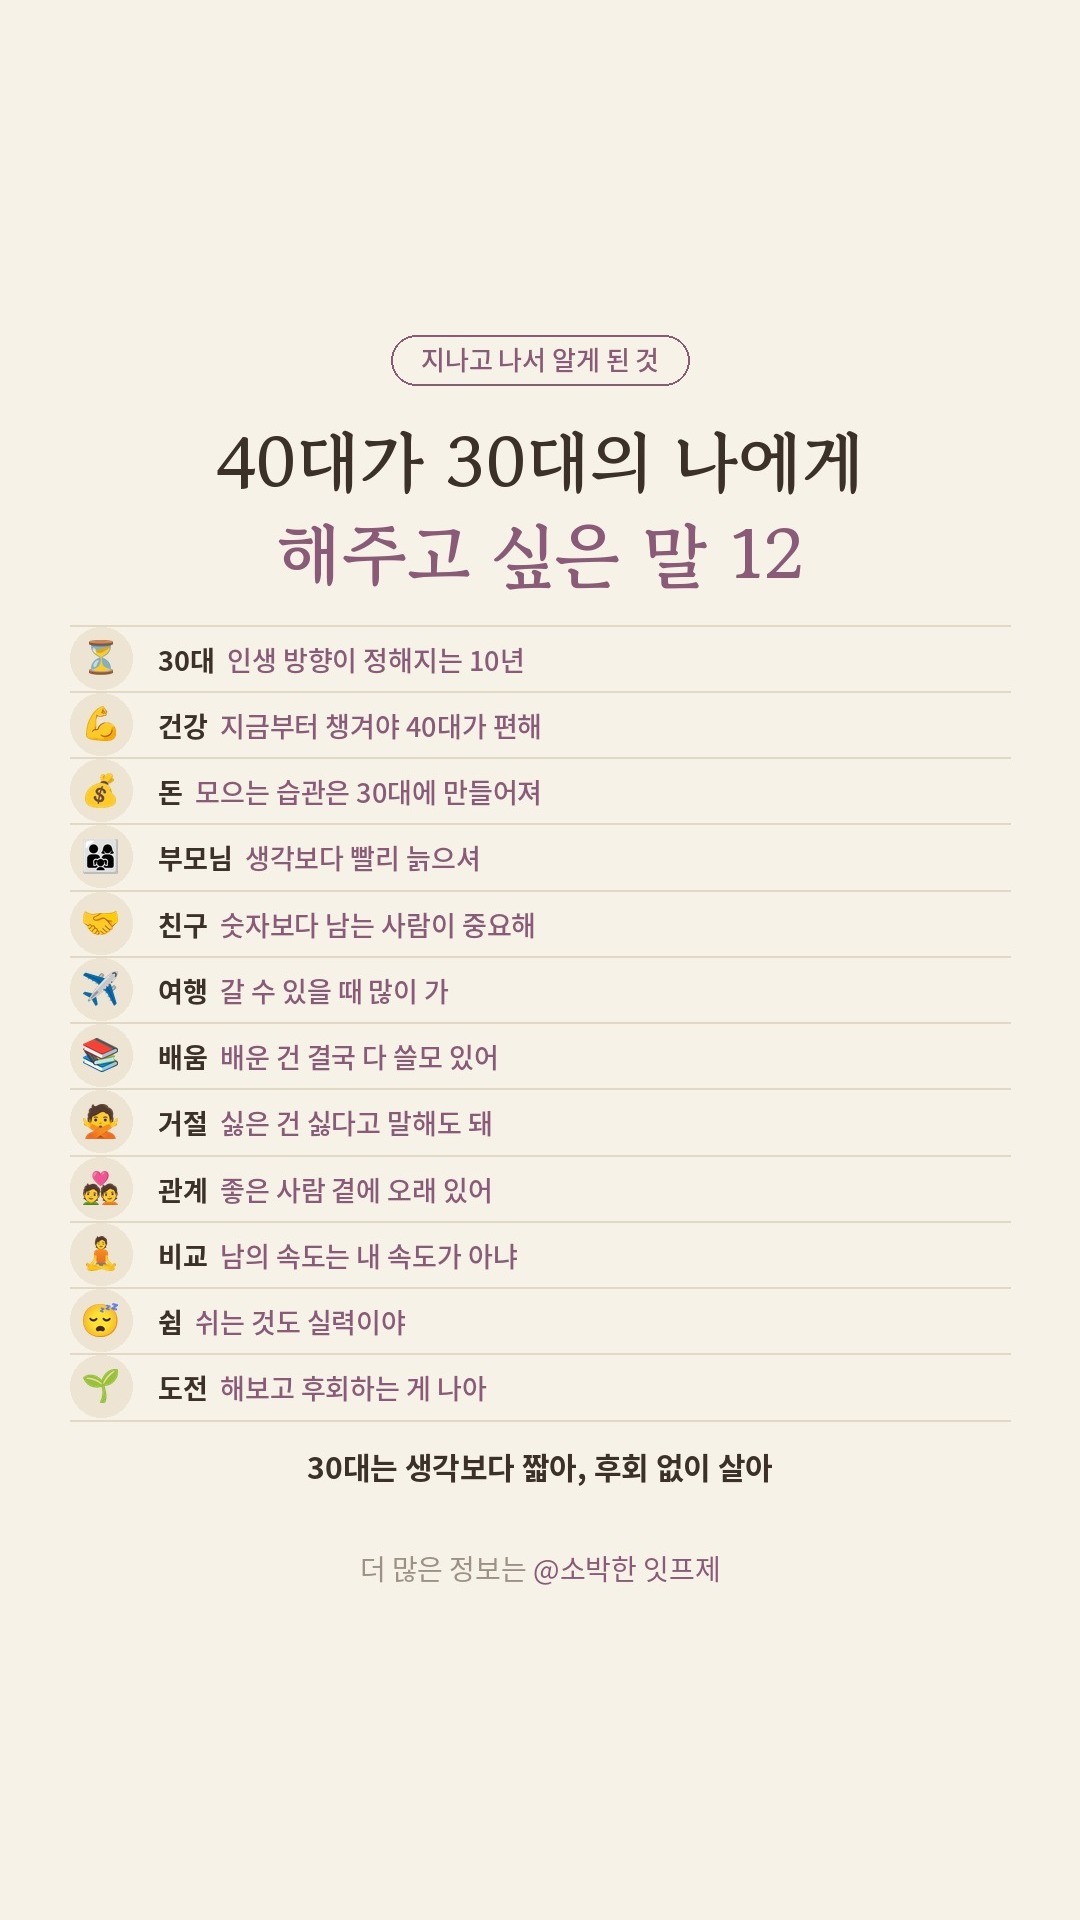 지나고 나서 알게 된 것
40대가 30대의 나에게
해주고 싶은 말 12
30대 인생 방향이 정해지는 10년
건강 지금부터 챙겨야 40대가 편해
돈 모으는 습관은 30대에 만들어져
부모님 생각보다 빨리 늙으셔
친구 숫자보다 남는 사람이 중요해
여행 갈 수 있을 때 많이 가
배움 배운 건 결국 다 쓸모 있어
거절 싫은 건 싫다고 말해도 돼
관계 좋은 사람 곁에 오래 있어
비교 남의 속도는 내 속도가 아냐
쉼 쉬는 것도 실력이야
도전 해보고 후회하는 게 나아
30대는 생각보다 짧아, 후회 없이 살아
더 많은 정보는 @소박한 잇프제